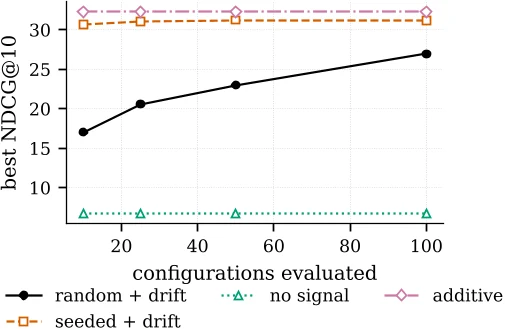 best NDCG@10
30
25
20
15
10
20 40 60 80 100
configurations evaluated
random + drift no signal additive
seeded + drift